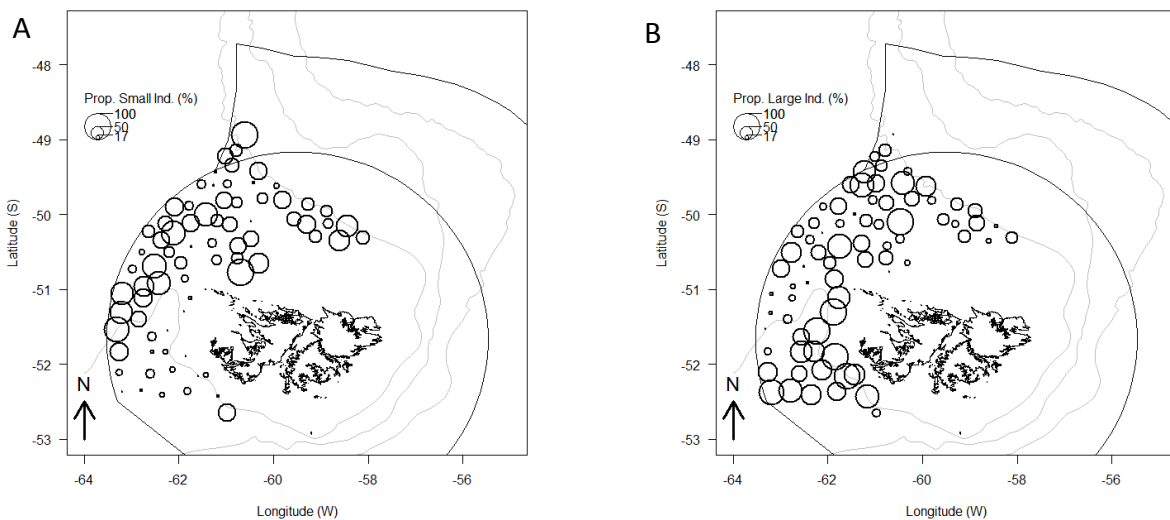 A
Prop. Small Ind. (%)
100
50
17
-48
-49
-50
-51
-52
-53
Latitude (S)
N
-64
-62
-60
-58
-56
Longitude (W)
B
Prop. Large Ind. (%)
100
50
17
-48
-49
-50
-51
-52
-53
Latitude (S)
N
-64
-62
-60
-58
-56
Longitude (W)